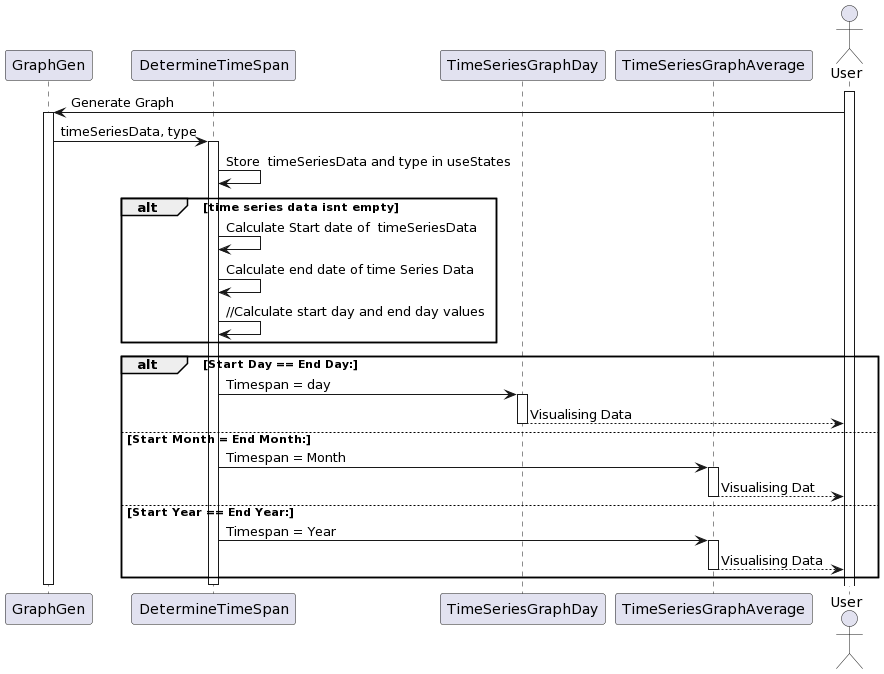 User
GraphGen
DetermineTimeSpan
TimeSeriesGraphDay
TimeSeriesGraphAverage
Generate Graph
timeSeriesData, type
Store  timeSeriesData and type in useStates
alt
[time series data isnt empty]
Calculate Start date of  timeSeriesData
Calculate end date of time Series Data
//Calculate start day and end day values
alt
[Start Day == End Day:]
Timespan = day
Visualising Data
[Start Month = End Month:]
Timespan = Month
Visualising Dat
[Start Year == End Year:]
Timespan = Year
Visualising Data
GraphGen
DetermineTimeSpan
TimeSeriesGraphDay
TimeSeriesGraphAverage
User